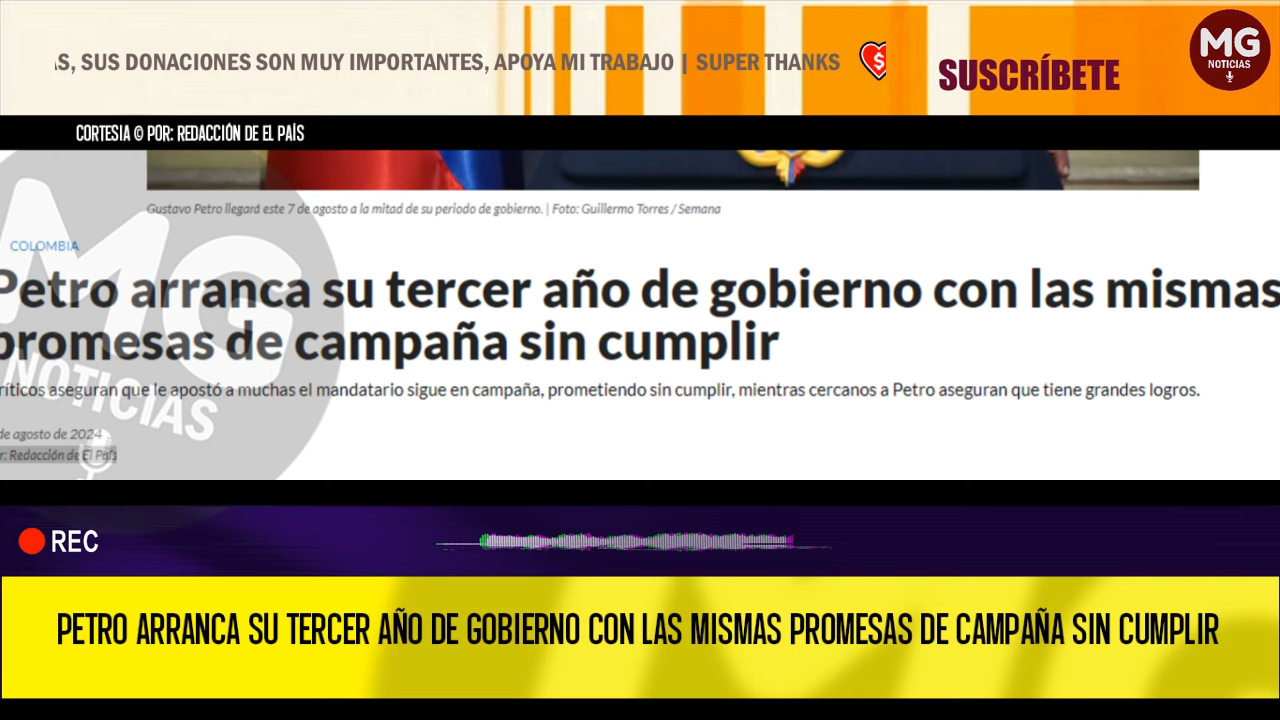 S, SUS DONACIONES SON MUY IMPORTANTES, APOYA MI TRABAJO | SUPER THANKS
$
SUSCRÍBETE
MG
NOTICIAS
CORTESIA © POR: REDACCIÓN DE EL PAÍS
Gustavo Petro llegará este 7 de agosto a la mitad de su periodo de gobierno. | Foto: Guillermo Torres / Semana
COLOMBIA
Petro arranca su tercer año de gobierno con las mismas
promesas de campaña sin cumplir
ríticos aseguran que le apostó a muchas el mandatario sigue en campaña, prometiendo sin cumplir, mientras cercanos a Petro aseguran que tiene grandes logros.
de agosto de 2024
r: Redacción de El País
MG
NOTICIAS
REC
PETRO ARRANCA SU TERCER AÑO DE GOBIERNO CON LAS MISMAS PROMESAS DE CAMPAÑA SIN CUMPLIR